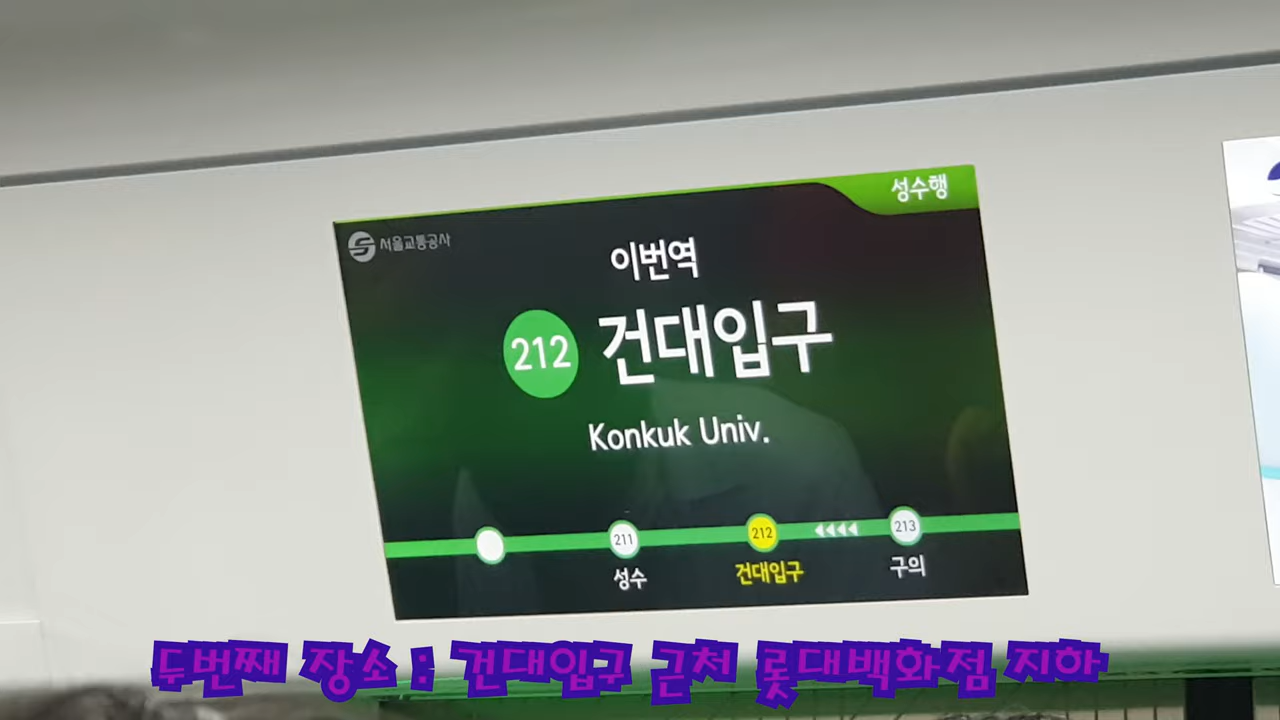 성수행
서울교통공사
이번역
212 건대입구
Konkuk Univ.
211 212 213
성수 건대입구 구의
두번째 장소 : 건대입구 근처 롯대백화점 지하